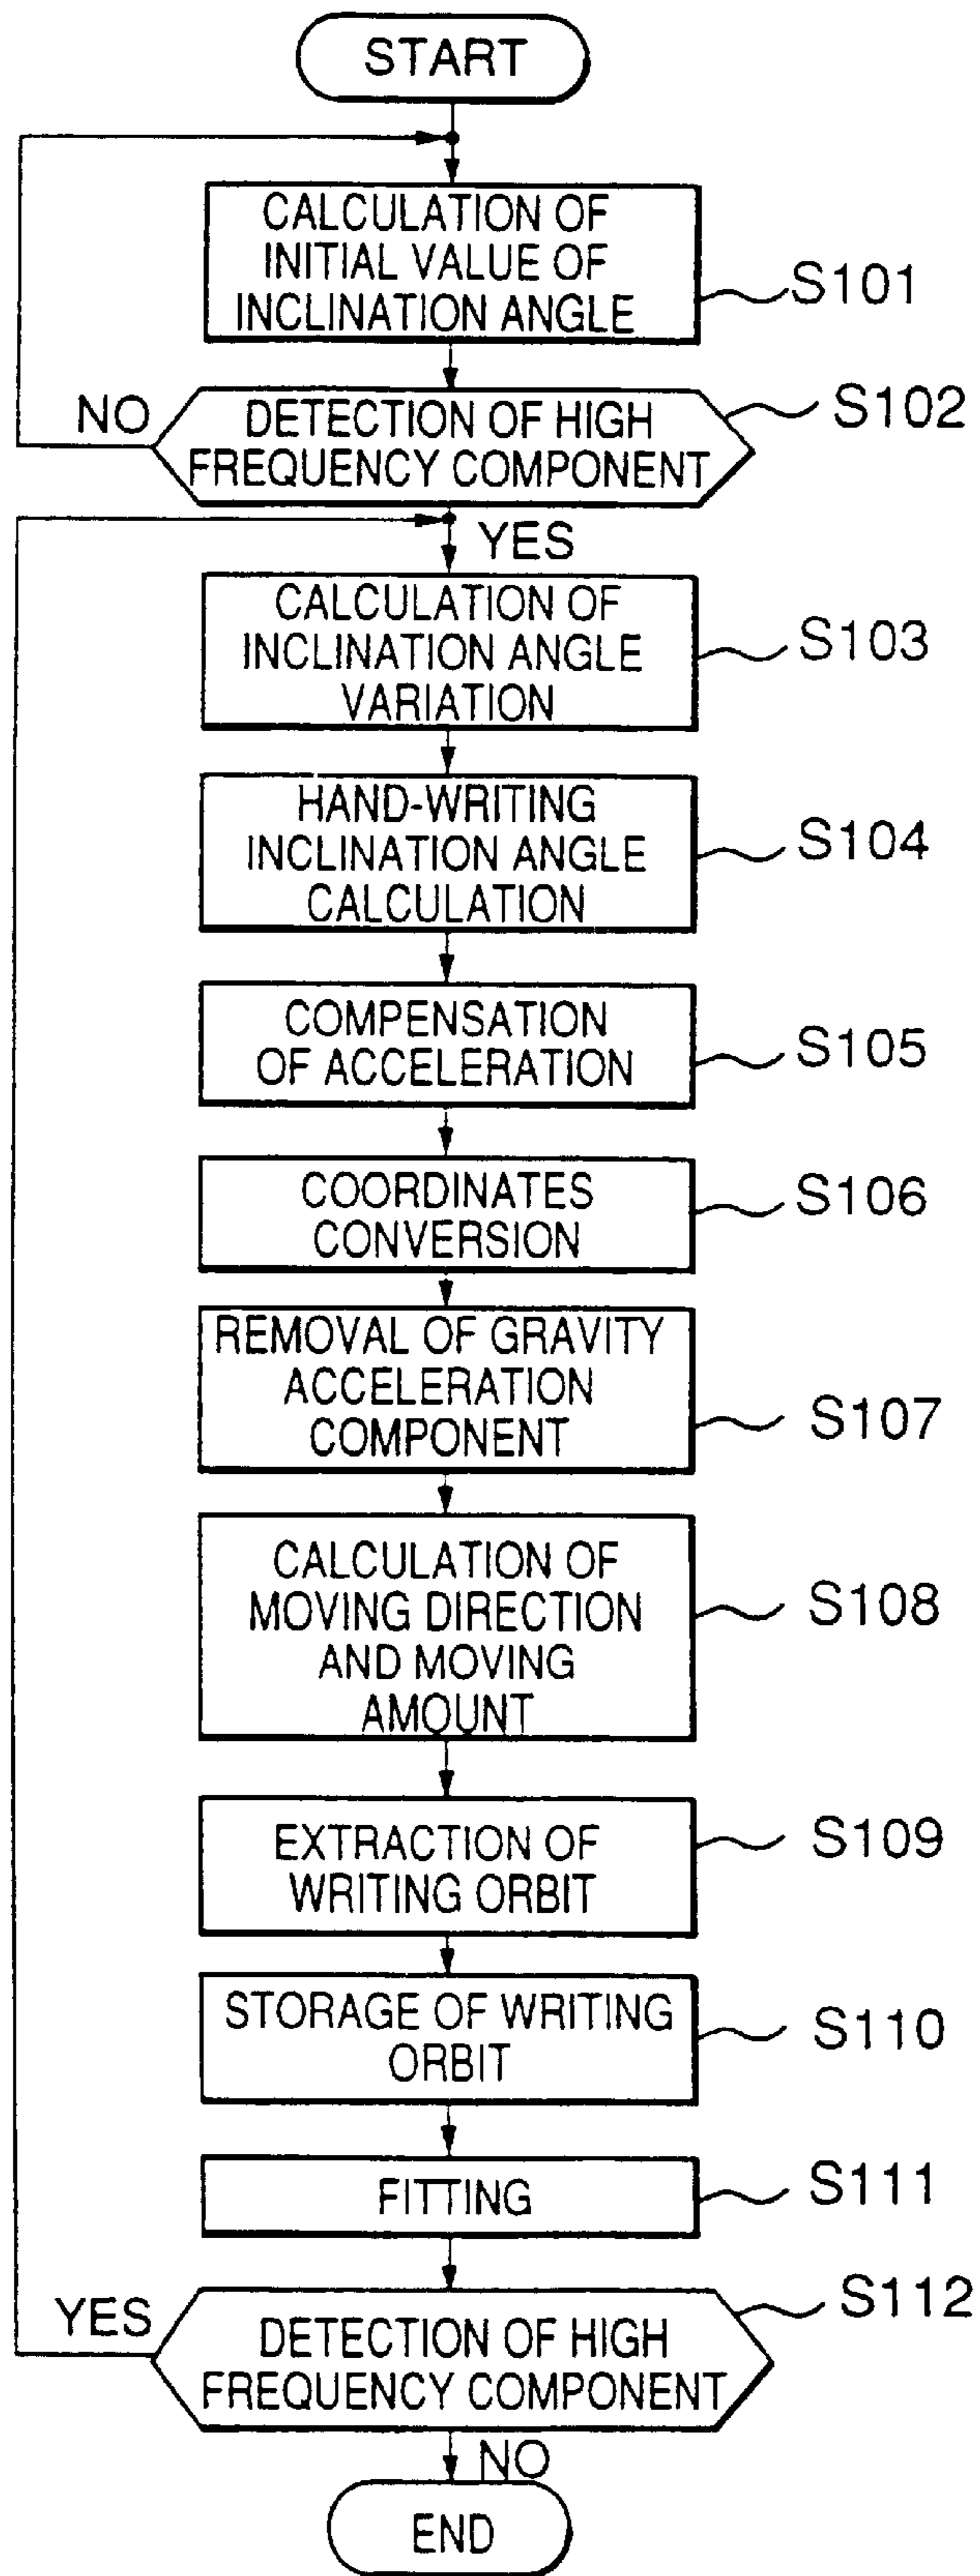 START
CALCULATION OF
INITIAL VALUE OF
INCLINATION ANGLE
S101
NO
DETECTION OF HIGH
FREQUENCY COMPONENT
S102
YES
CALCULATION OF
INCLINATION ANGLE
VARIATION
S103
HAND-WRITING
INCLINATION ANGLE
CALCULATION
S104
COMPENSATION
OF ACCELERATION
S105
COORDINATES
CONVERSION
S106
REMOVAL OF GRAVITY
ACCELERATION
COMPONENT
S107
CALCULATION OF
MOVING DIRECTION
AND MOVING
AMOUNT
S108
EXTRACTION OF
WRITING ORBIT
S109
STORAGE OF WRITING
ORBIT
S110
FITTING
S111
YES
DETECTION OF HIGH
FREQUENCY COMPONENT
S112
NO
END